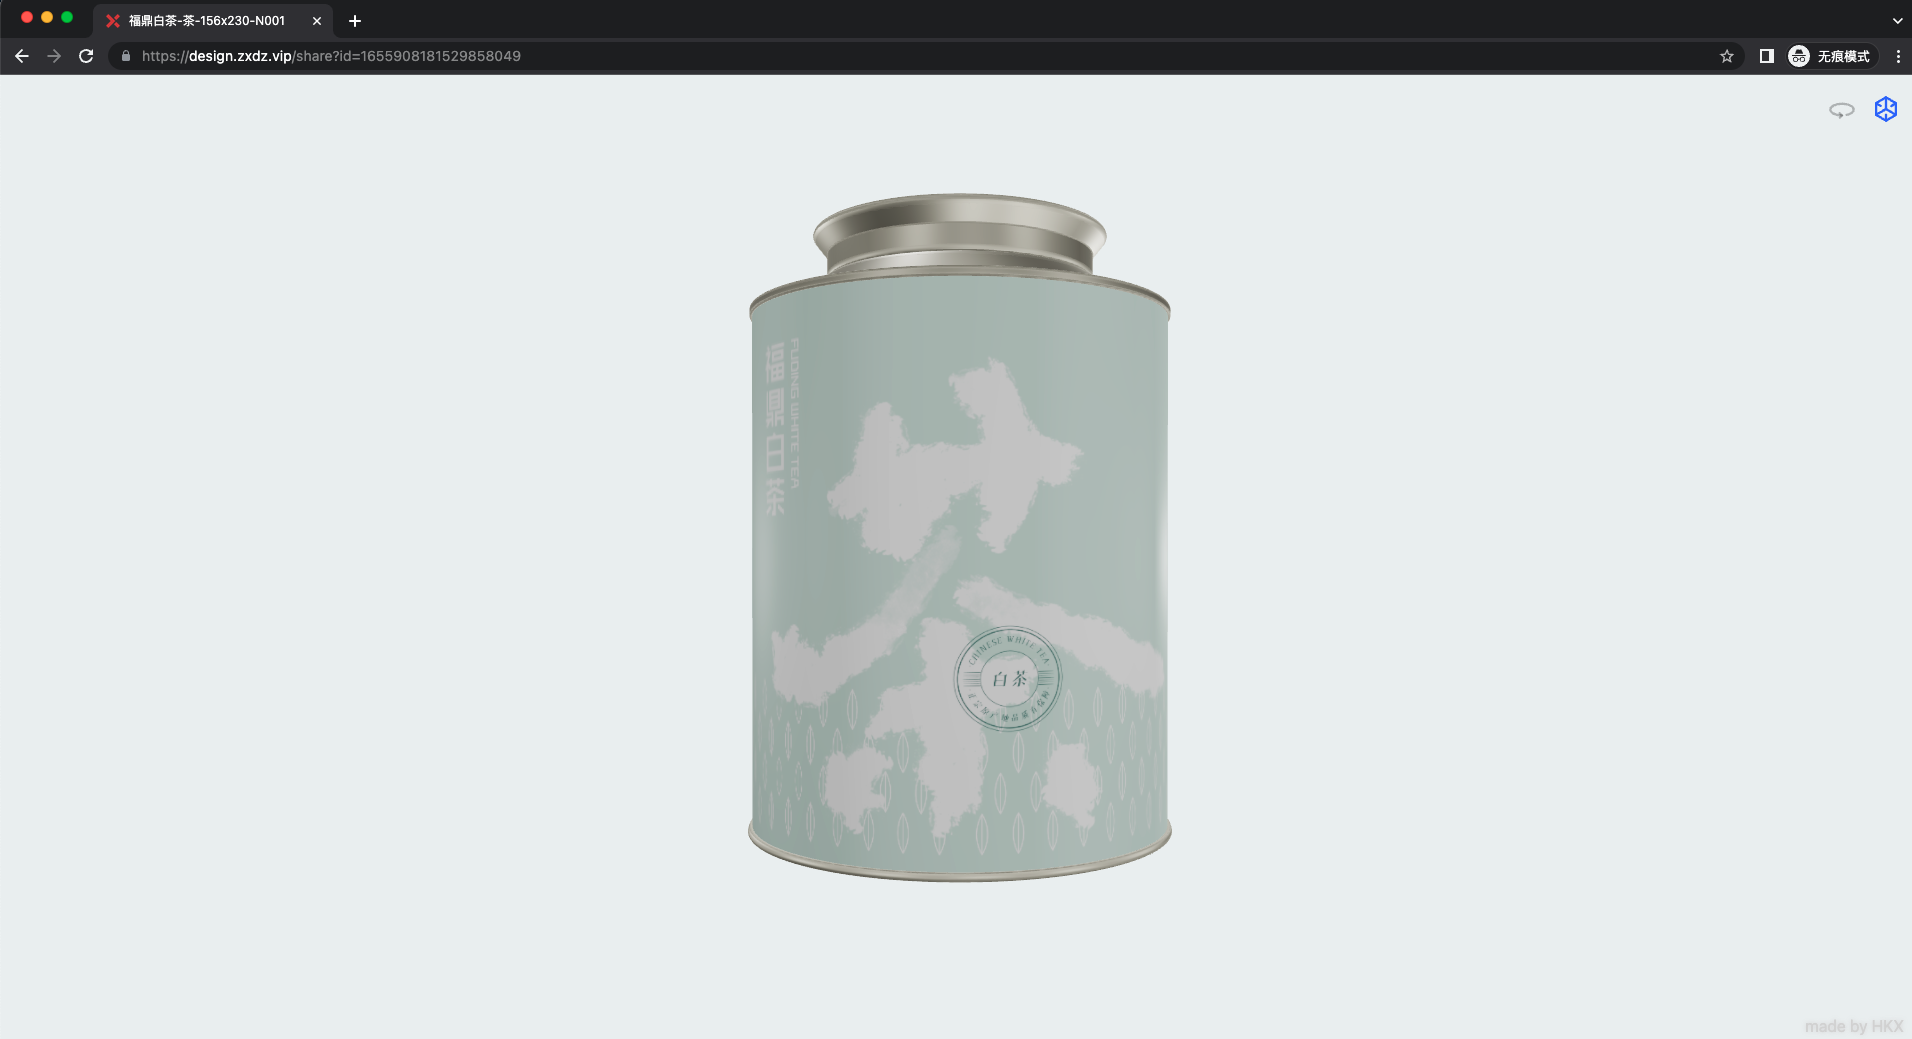 福鼎白茶-茶-156x230-N001
https://design.zxdz.vip/share?id=1655908181529858049
无痕模式
福鼎白茶
FUDING WHITE TEA
茶
CHINESE WHITE TEA
白茶
made by HKX